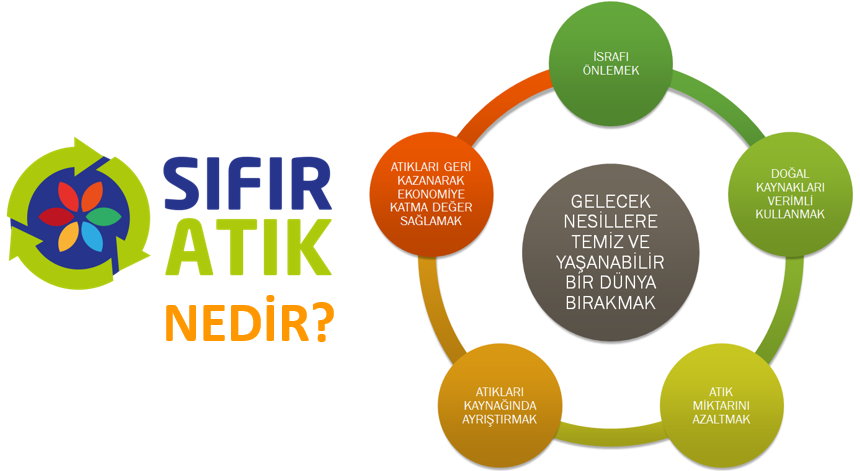 SIFIR
ATIK
NEDİR?
İSRAFI
ÖNLEMEK
DOĞAL
KAYNAKLARI
VERİMLİ
KULLANMAK
ATIK
MİKTARINI
AZALTMAK
ATIKLARI
KAYNAĞINDA
AYRIŞTIRMAK
ATIKLARI GERİ
KAZANARAK
EKONOMİYE
KATMA DEĞER
SAĞLAMAK
GELECEK
NESİLLERE
TEMİZ VE
YAŞANABİLİR
BİR DÜNYA
BIRAKMAK